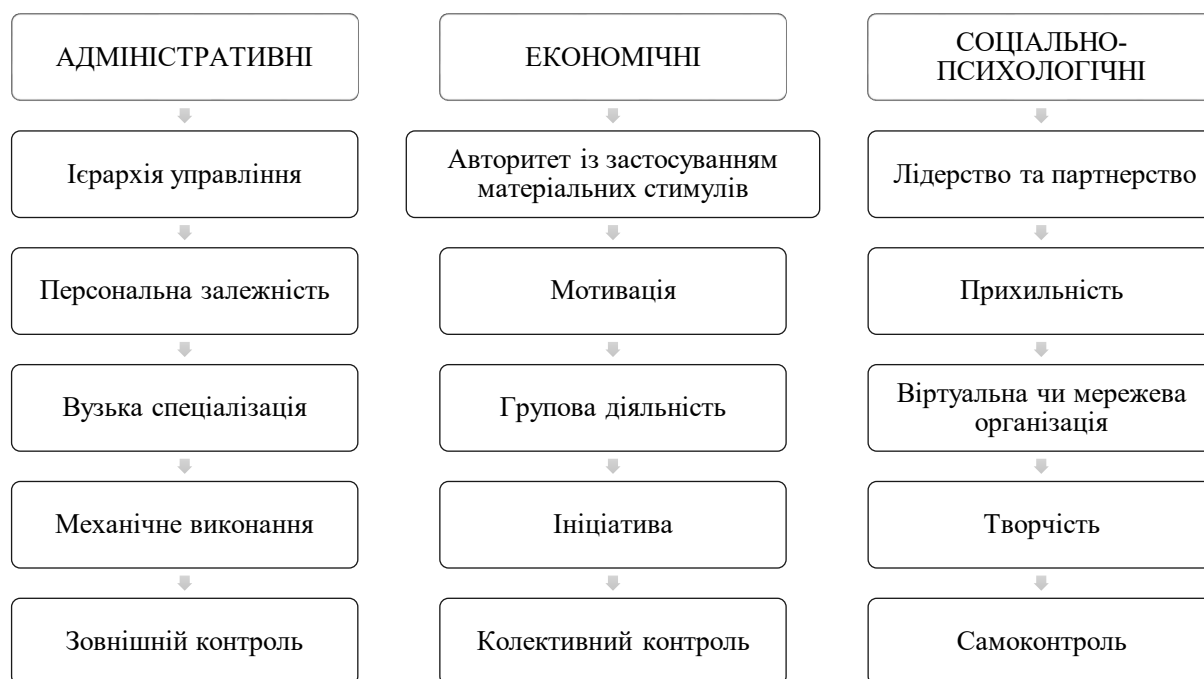 АДМІНІСТРАТИВНІ
Ієрархія управління
Персональна залежність
Вузька спеціалізація
Механічне виконання
Зовнішній контроль
ЕКОНОМІЧНІ
Авторитет із застосуванням
матеріальних стимулів
Мотивація
Групова діяльність
Ініціатива
Колективний контроль
СОЦІАЛЬНО-
ПСИХОЛОГІЧНІ
Лідерство та партнерство
Прихильність
Віртуальна чи мережева
організація
Творчість
Самоконтроль